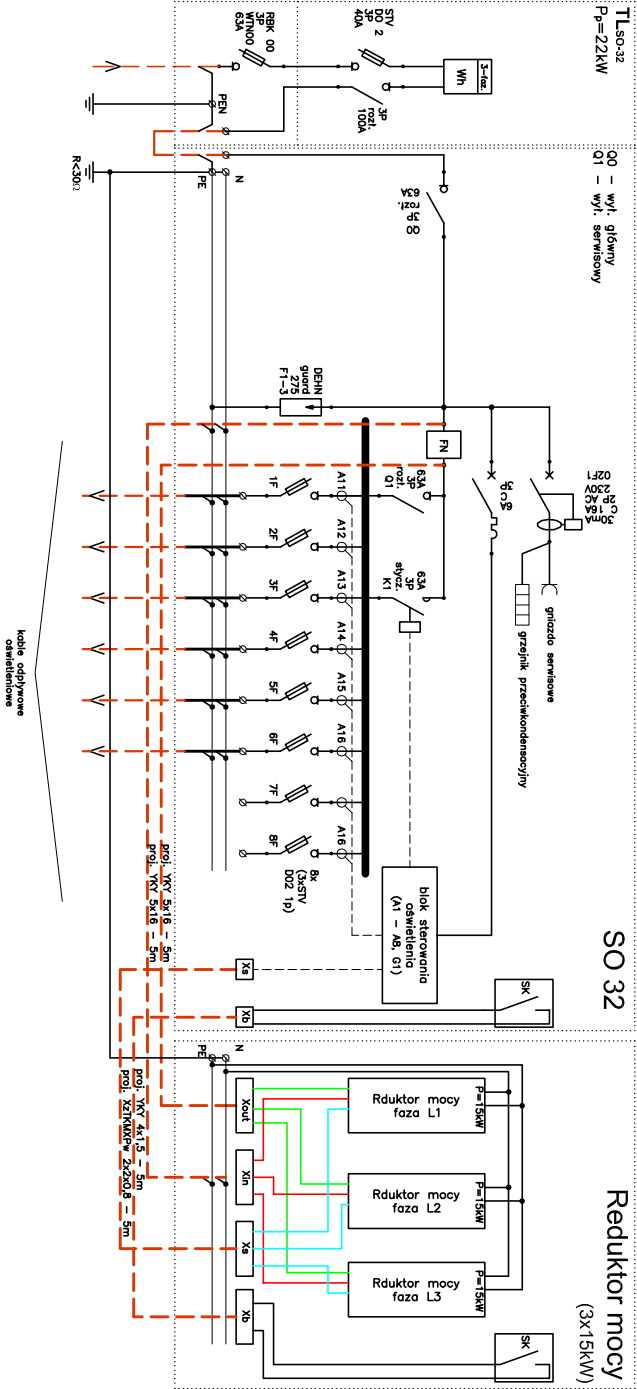 TLSO-32
Pp=22kW
RBK 00
3P
WTN00
63A
STV
D0 2
3P
40A
3-faz.
Wh
3P
rozł.
100A
PEN
R<30Ω
PE
N
Q0 - wył. główny
Q1 - wył. serwisowy
Q0
3P
rozł.
63A
DEHN
guard
275
F1-3
FN
63A
3P
rozł.
Q1
63A
3P
stycz.
K1
6A
C
3P
30mA
C 16A
2P AC
230V
02F1
gniazdo serwisowe
grzejnik przeciwkondensacyjny
A11
A12
A13
A14
A15
A16
A16
1F
2F
3F
4F
5F
6F
7F
8F
8x
(3xSTV
D02 1p)
kable odpływowe
oświetleniowe
blok sterowania
oświetlenia
(A1 - A8, G1)
SO 32
Xs
Xb
SK
proj. YKY 5x16 - 5m
proj. YKY 5x16 - 5m
proj. YKY 4x1,5 - 5m
proj. XzTKMXPw 2x2x0,8 - 5m
Reduktor mocy
(3x15kW)
N
PE
Xout
Xin
Xs
Xb
Rduktor mocy
faza L1
P=15kW
Rduktor mocy
faza L2
P=15kW
Rduktor mocy
faza L3
P=15kW
SK